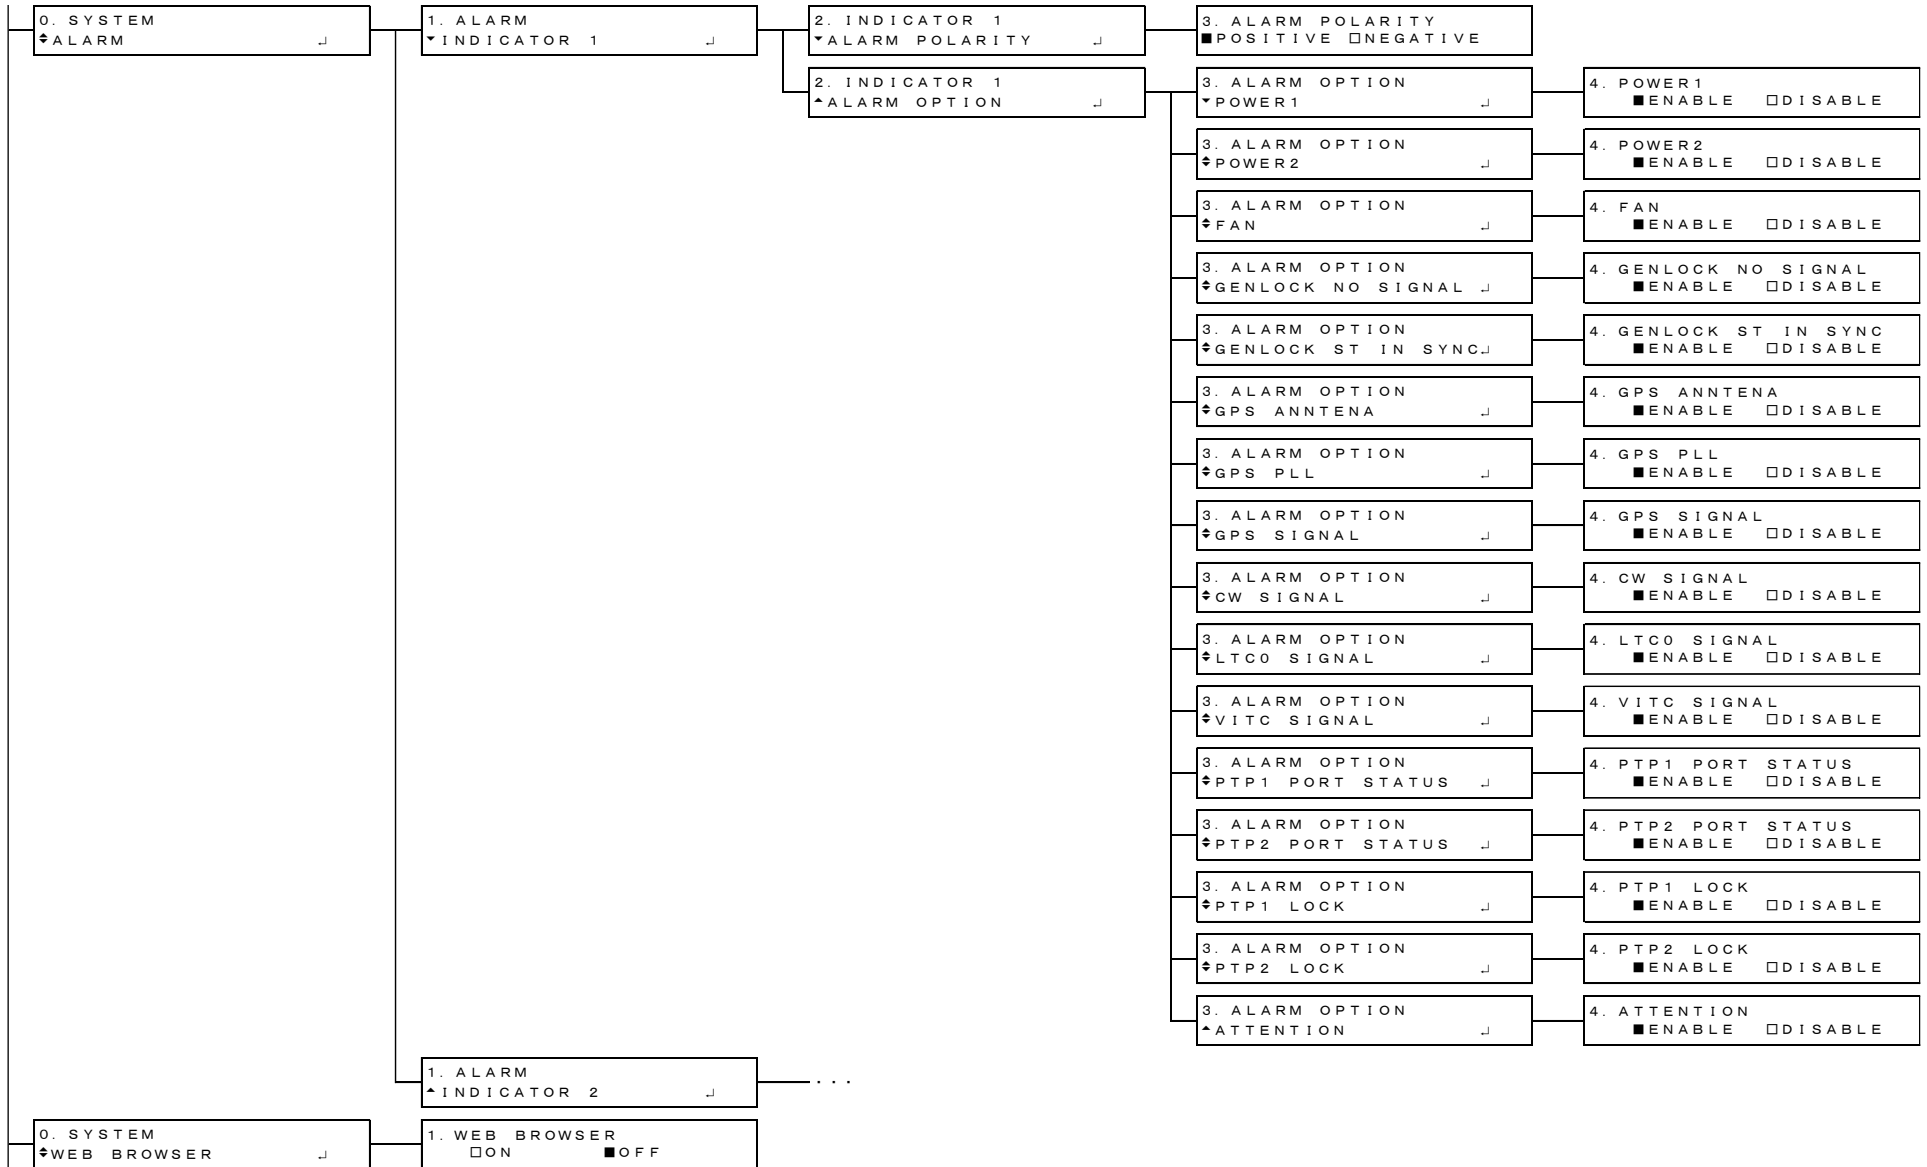 0. SYSTEM
ALARM ↵
1. ALARM
INDICATOR 1 ↵
2. INDICATOR 1
ALARM POLARITY ↵
3. ALARM POLARITY
■POSITIVE □NEGATIVE
2. INDICATOR 1
ALARM OPTION ↵
3. ALARM OPTION
POWER1 ↵
4. POWER1
■ENABLE □DISABLE
3. ALARM OPTION
POWER2 ↵
4. POWER2
■ENABLE □DISABLE
3. ALARM OPTION
FAN ↵
4. FAN
■ENABLE □DISABLE
3. ALARM OPTION
GENLOCK NO SIGNAL ↵
4. GENLOCK NO SIGNAL
■ENABLE □DISABLE
3. ALARM OPTION
GENLOCK ST IN SYNC↵
4. GENLOCK ST IN SYNC
■ENABLE □DISABLE
3. ALARM OPTION
GPS ANNTENA ↵
4. GPS ANNTENA
■ENABLE □DISABLE
3. ALARM OPTION
GPS PLL ↵
4. GPS PLL
■ENABLE □DISABLE
3. ALARM OPTION
GPS SIGNAL ↵
4. GPS SIGNAL
■ENABLE □DISABLE
3. ALARM OPTION
CW SIGNAL ↵
4. CW SIGNAL
■ENABLE □DISABLE
3. ALARM OPTION
LTC0 SIGNAL ↵
4. LTC0 SIGNAL
■ENABLE □DISABLE
3. ALARM OPTION
VITC SIGNAL ↵
4. VITC SIGNAL
■ENABLE □DISABLE
3. ALARM OPTION
PTP1 PORT STATUS ↵
4. PTP1 PORT STATUS
■ENABLE □DISABLE
3. ALARM OPTION
PTP2 PORT STATUS ↵
4. PTP2 PORT STATUS
■ENABLE □DISABLE
3. ALARM OPTION
PTP1 LOCK ↵
4. PTP1 LOCK
■ENABLE □DISABLE
3. ALARM OPTION
PTP2 LOCK ↵
4. PTP2 LOCK
■ENABLE □DISABLE
3. ALARM OPTION
ATTENTION ↵
4. ATTENTION
■ENABLE □DISABLE
1. ALARM
INDICATOR 2 ↵
...
0. SYSTEM
WEB BROWSER ↵
1. WEB BROWSER
□ON ■OFF